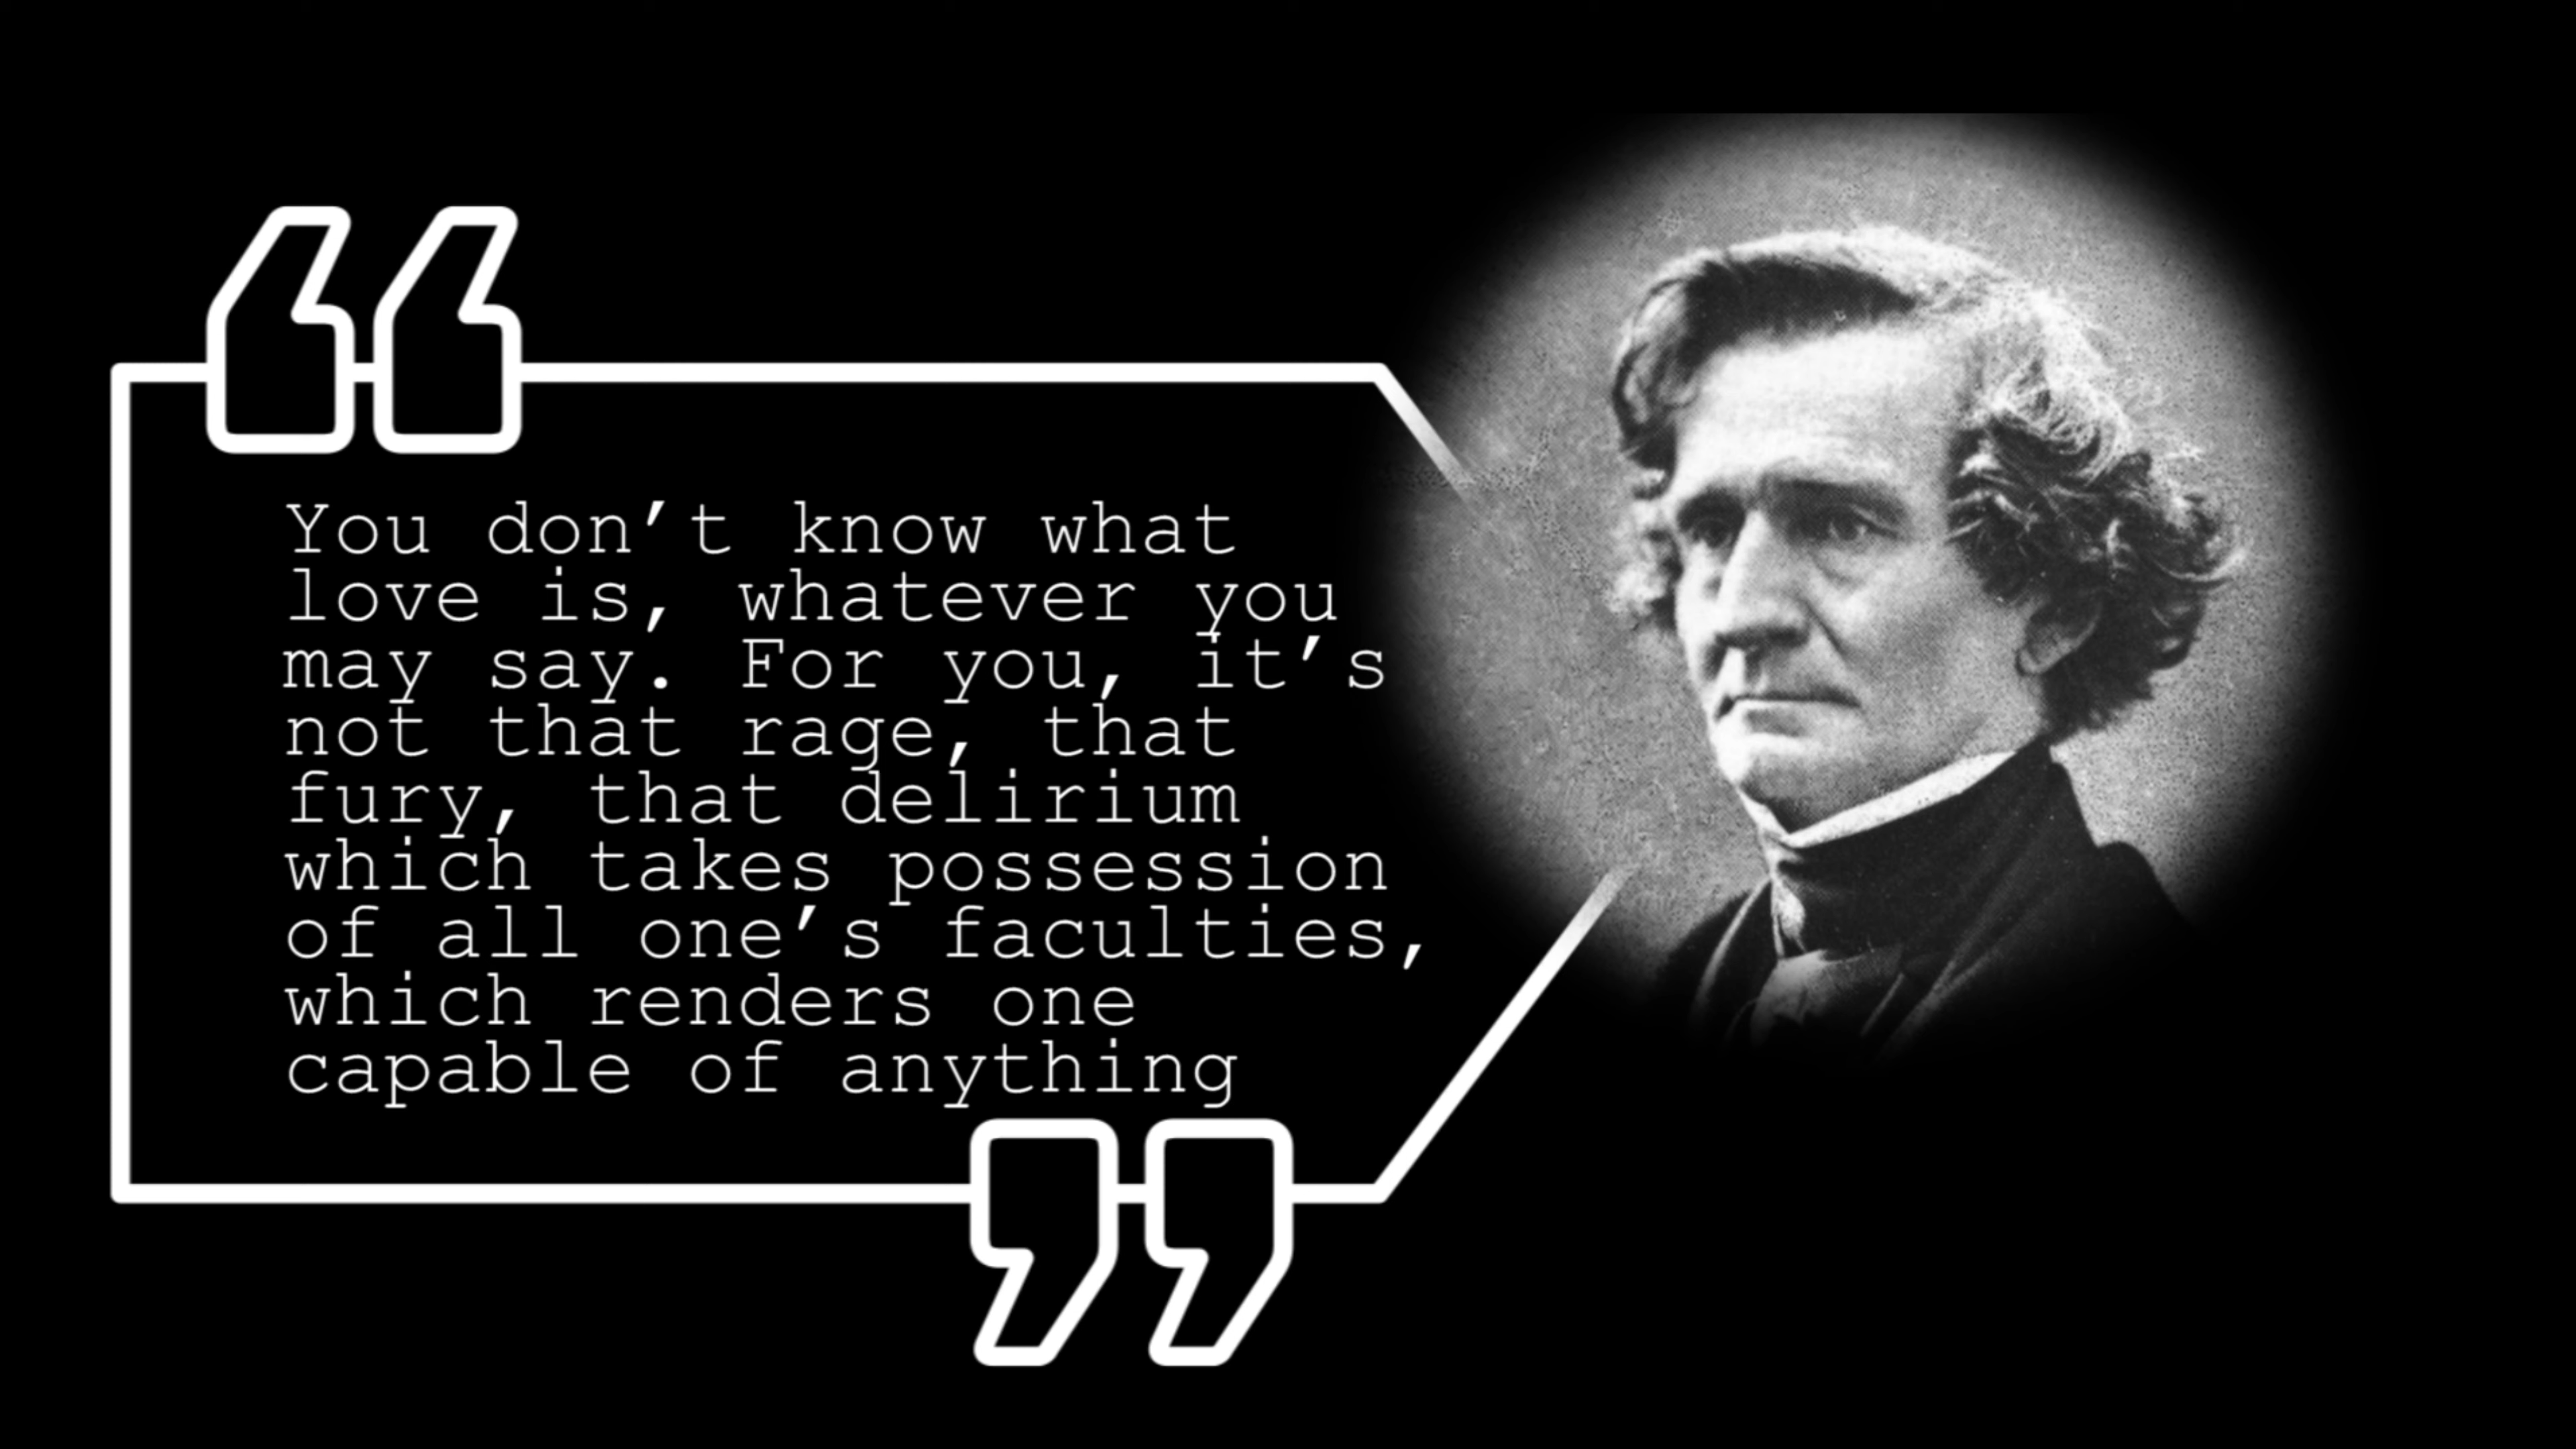 You don’t know what
love is, whatever you
may say. For you, it’s
not that rage, that
fury, that delirium
which takes possession
of all one’s faculties,
which renders one
capable of anything